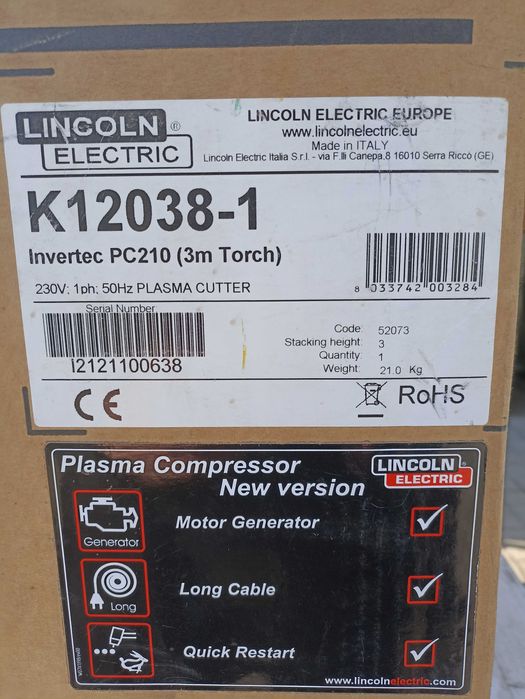 LINCOLN ®
ELECTRIC
LINCOLN ELECTRIC EUROPE
www.lincolnelectric.eu
Made in ITALY
Lincoln Electric Italia S.r.l. - via F.lli Canepa.8 16010 Serra Riccò (GE)
K12038-1
Invertec PC210 (3m Torch)
230V; 1ph; 50Hz PLASMA CUTTER
8 033742 003284
Serial Number
I2121100638
Code: 52073
Stacking height: 3
Quantity: 1
Weight: 21.0 Kg
CE
RoHS
Plasma Compressor
New version
LINCOLN ®
ELECTRIC
Generator
Motor Generator
Long
Long Cable
Quick Restart
www.lincolnelectric.com